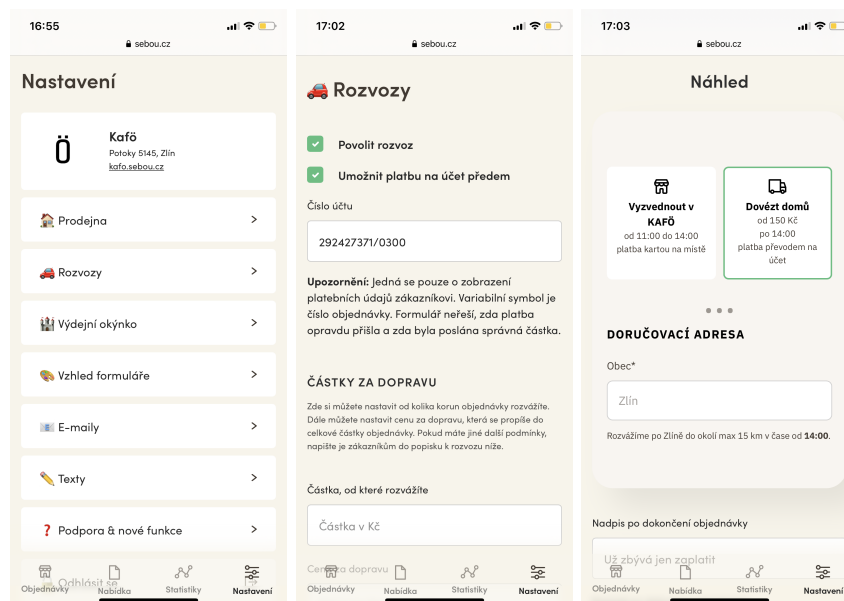 16:55
sebou.cz
Nastavení
Ö
Kafö
Potoky 5145, Zlín
kafo.sebou.cz
Prodejna
Rozvozy
Výdejní okýnko
Vzhled formuláře
E-maily
Texty
Podpora & nové funkce
Odhlásit se
Objednávky
Nabídka
Statistiky
Nastavení
17:02
sebou.cz
Rozvozy
Povolit rozvoz
Umožnit platbu na účet předem
Číslo účtu
292427371/0300
Upozornění: Jedná se pouze o zobrazení
platebních údajů zákazníkovi. Variabilní symbol je
číslo objednávky. Formulář neřeší, zda platba
opravdu přišla a zda byla poslána správná částka.
ČÁSTKY ZA DOPRAVU
Zde si můžete nastavit od kolika korun objednávky rozvážíte.
Dále můžete nastavit cenu za dopravu, která se propíše do
celkové částky objednávky. Pokud máte jiné další podmínky,
napište je zákazníkům do popisku k rozvozu níže.
Částka, od které rozvážíte
Částka v Kč
Cena za dopravu
Objednávky
Nabídka
Statistiky
Nastavení
17:03
sebou.cz
Náhled
Vyzvednout v
KAFÖ
od 11:00 do 14:00
platba kartou na místě
Dovézt domů
od 150 Kč
po 14:00
platba převodem na
účet
DORUČOVACÍ ADRESA
Obec*
Zlín
Rozvážíme po Zlíně do okolí max 15 km v čase od 14:00.
Nadpis po dokončení objednávky
Už zbývá jen zaplatit
Objednávky
Nabídka
Statistiky
Nastavení